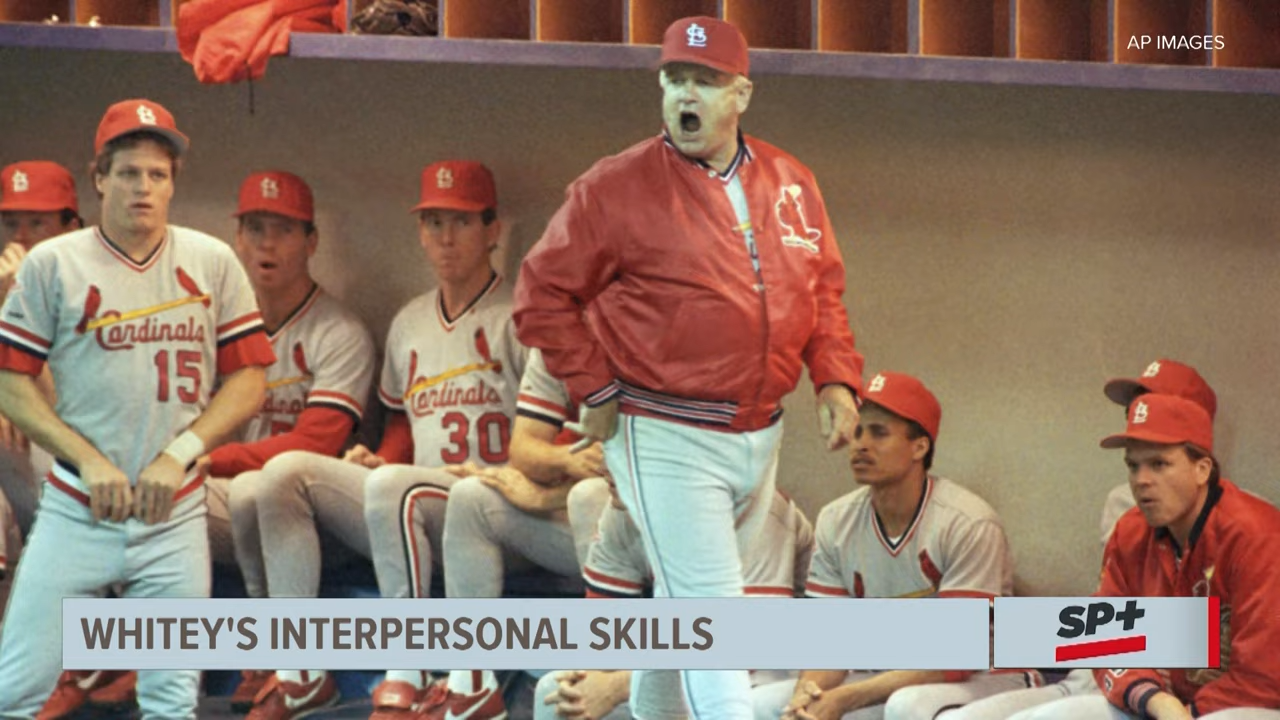 AP IMAGES
Cardinals
15
Cardinals
30
WHITEY'S INTERPERSONAL SKILLS
SP+